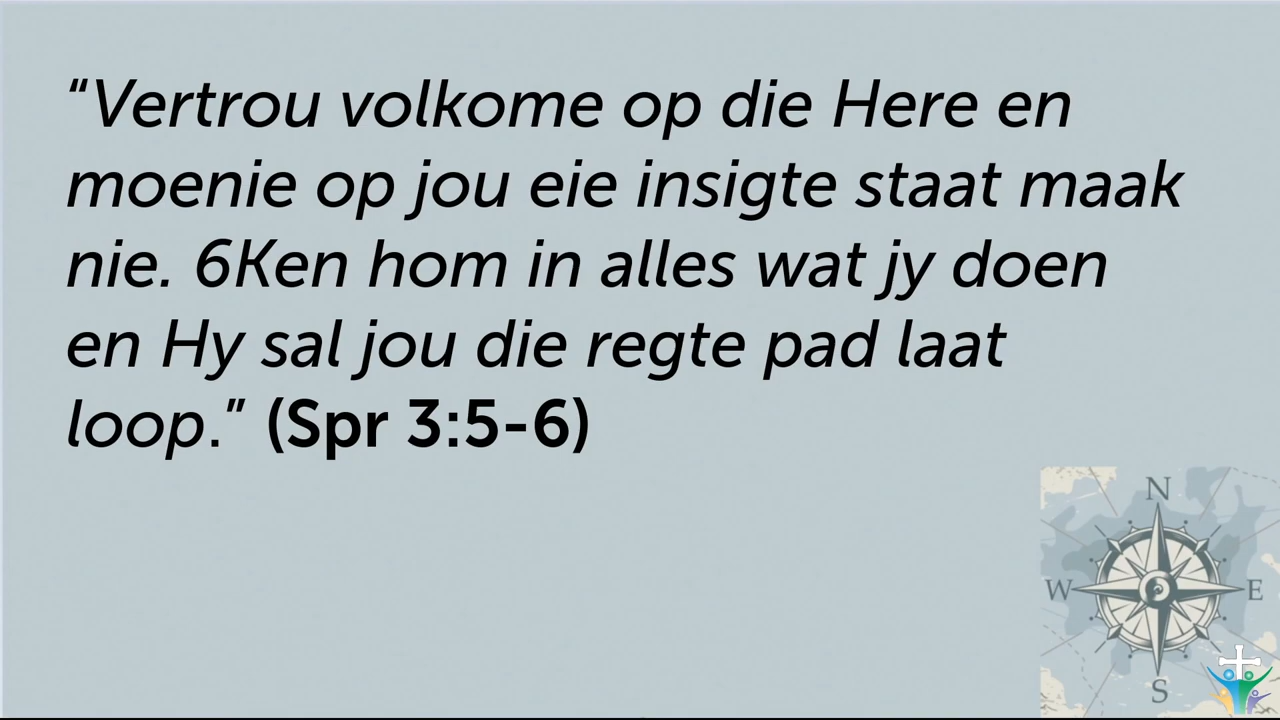 “Vertrou volkome op die Here en
moenie op jou eie insigte staat maak
nie. 6Ken hom in alles wat jy doen
en Hy sal jou die regte pad laat
loop.” (Spr 3:5-6)
N
W E
S